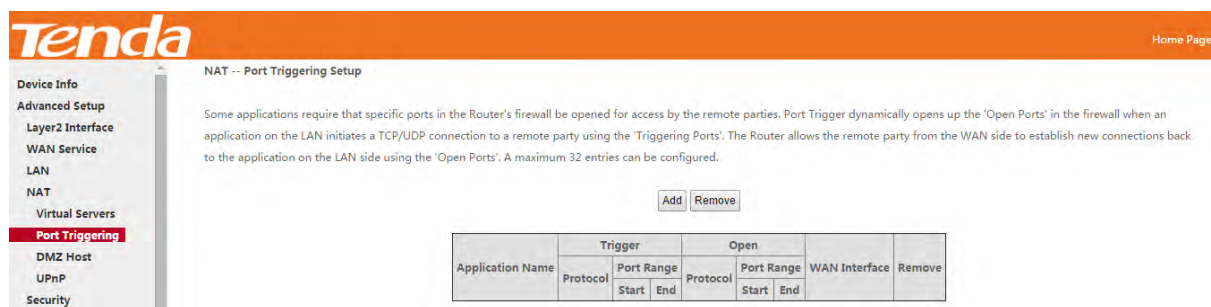 Tenda
Home Page
Device Info
Advanced Setup
Layer2 Interface
WAN Service
LAN
NAT
Virtual Servers
Port Triggering
DMZ Host
UPnP
Security
NAT -- Port Triggering Setup
Some applications require that specific ports in the Router's firewall be opened for access by the remote parties. Port Trigger dynamically opens up the 'Open Ports' in the firewall when an
application on the LAN initiates a TCP/UDP connection to a remote party using the 'Triggering Ports'. The Router allows the remote party from the WAN side to establish new connections back
to the application on the LAN side using the 'Open Ports'. A maximum 32 entries can be configured.
Add Remove
Trigger Open
Application Name Protocol Port Range Protocol Port Range WAN Interface Remove
Start End Start End